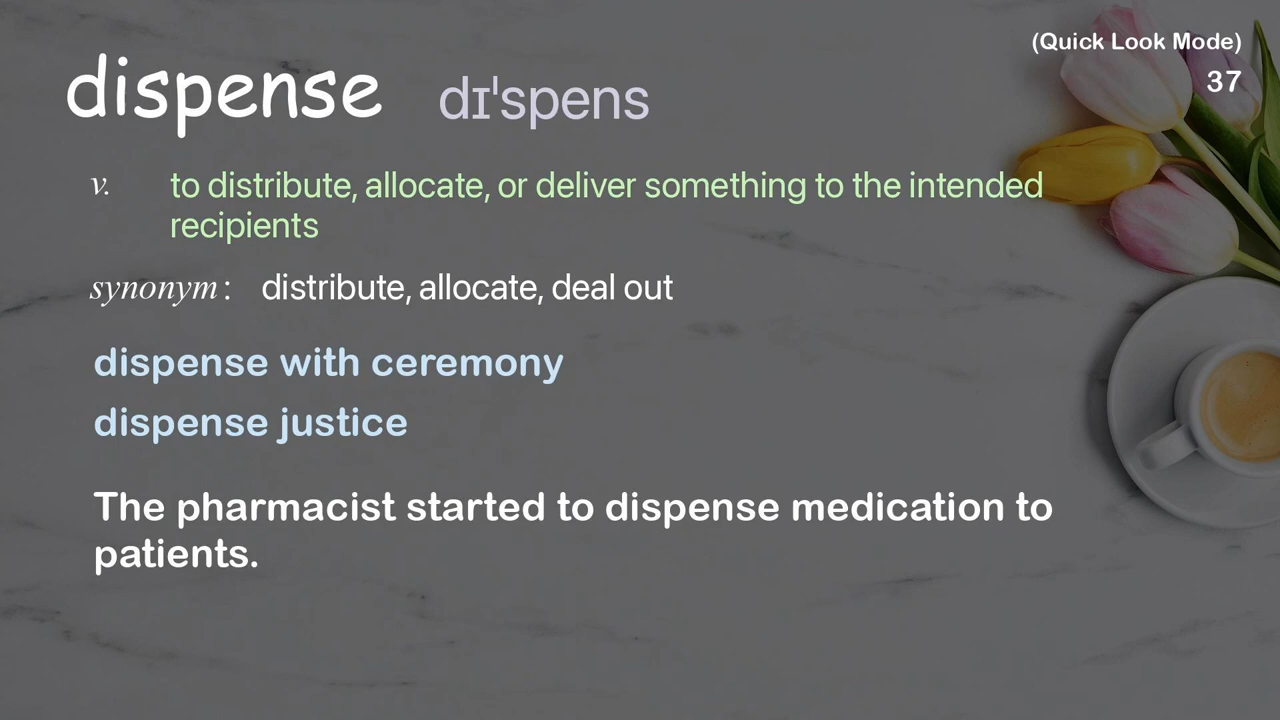 (Quick Look Mode)
37
dispense dɪ'spens
v. to distribute, allocate, or deliver something to the intended
recipients
synonym: distribute, allocate, deal out
dispense with ceremony
dispense justice
The pharmacist started to dispense medication to
patients.